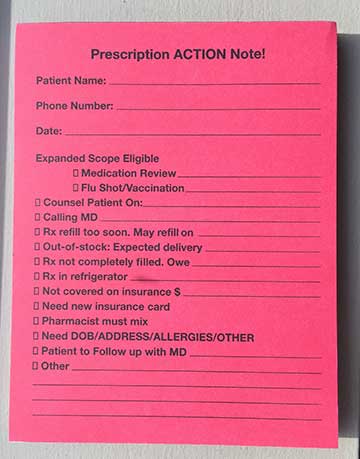 Prescription ACTION Note!
Patient Name:
Phone Number:
Date:
Expanded Scope Eligible
Medication Review
Flu Shot/Vaccination
Counsel Patient On:
Calling MD
Rx refill too soon. May refill on
Out-of-stock: Expected delivery
Rx not completely filled. Owe
Rx in refrigerator
Not covered on insurance $
Need new insurance card
Pharmacist must mix
Need DOB/ADDRESS/ALLERGIES/OTHER
Patient to Follow up with MD
Other